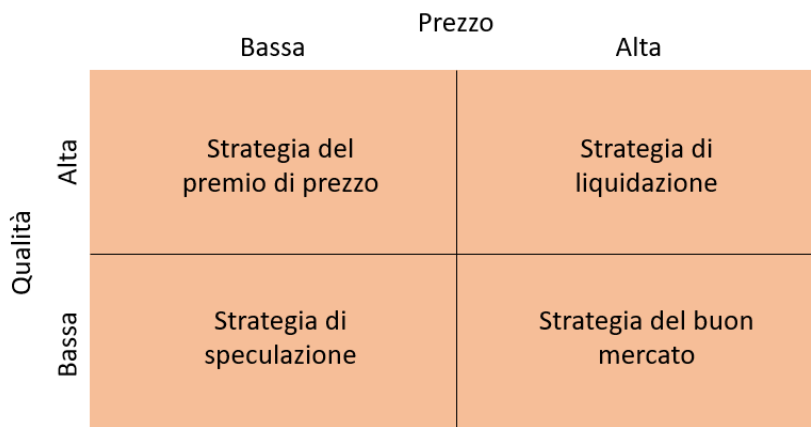 Prezzo
Bassa
Alta
Qualità
Alta
Strategia del
premio di prezzo
Strategia di
liquidazione
Bassa
Strategia di
speculazione
Strategia del buon
mercato